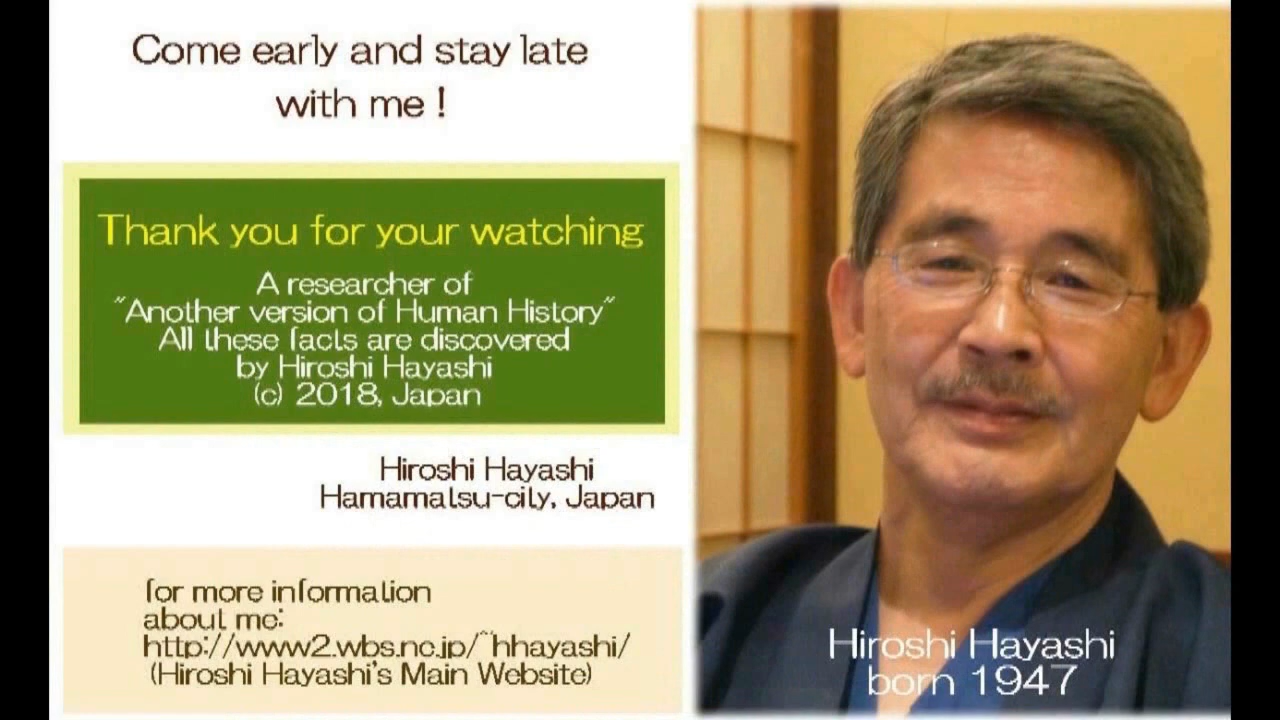 Come early and stay late
with me !
Thank you for your watching
A researcher of
"Another version of Human History"
All these facts are discovered
by Hiroshi Hayashi
(c) 2018, Japan
Hiroshi Hayashi
Hamamatsu-city, Japan
for more information
about me:
http://www2.wbs.ne.jp/~hhayashi/
(Hiroshi Hayashi's Main Website)
Hiroshi Hayashi
born 1947